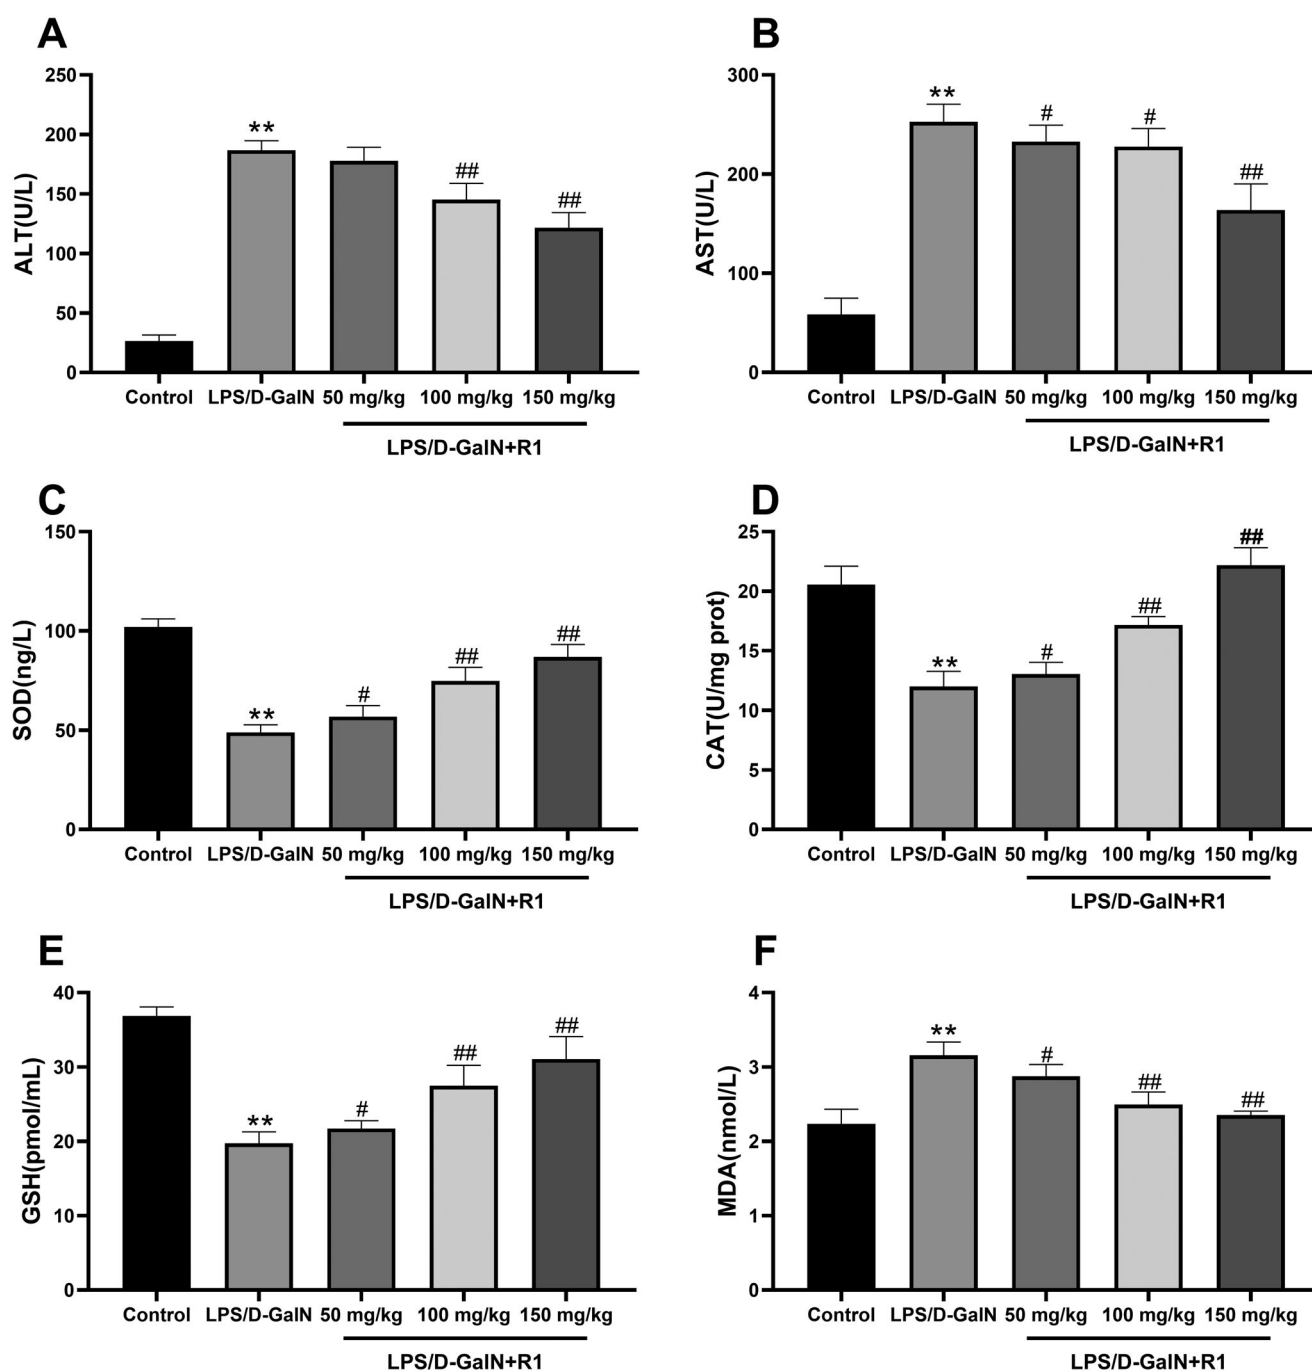 A
ALT(U/L)
250
200
150
100
50
0
**
##
##
Control LPS/D-GalN 50 mg/kg 100 mg/kg 150 mg/kg
LPS/D-GalN+R1
B
AST(U/L)
300
200
100
0
**
#
#
##
Control LPS/D-GalN 50 mg/kg 100 mg/kg 150 mg/kg
LPS/D-GalN+R1
C
SOD(ng/L)
150
100
50
0
**
#
##
##
Control LPS/D-GalN 50 mg/kg 100 mg/kg 150 mg/kg
LPS/D-GalN+R1
D
CAT(U/mg prot)
25
20
15
10
5
0
**
#
##
##
Control LPS/D-GalN 50 mg/kg 100 mg/kg 150 mg/kg
LPS/D-GalN+R1
E
GSH(pmol/mL)
40
30
20
10
0
**
#
##
##
Control LPS/D-GalN 50 mg/kg 100 mg/kg 150 mg/kg
LPS/D-GalN+R1
F
MDA(nmol/L)
4
3
2
1
0
**
#
##
##
Control LPS/D-GalN 50 mg/kg 100 mg/kg 150 mg/kg
LPS/D-GalN+R1